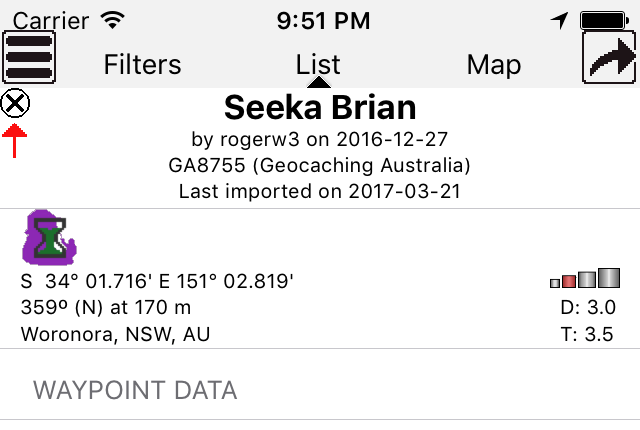 Carrier 9:51 PM
Filters List Map
Seeka Brian
by rogerw3 on 2016-12-27
GA8755 (Geocaching Australia)
Last imported on 2017-03-21
S 34° 01.716' E 151° 02.819'
359º (N) at 170 m D: 3.0
Woronora, NSW, AU T: 3.5
WAYPOINT DATA